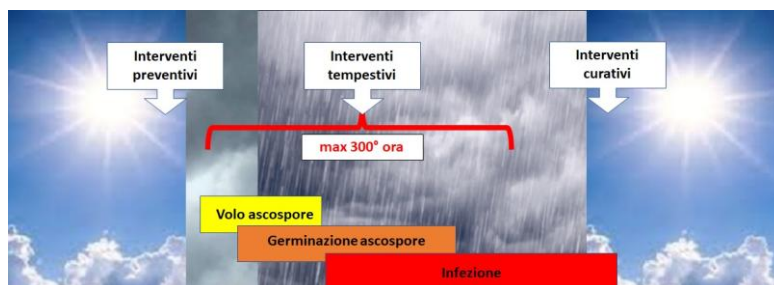 Interventi
preventivi
Interventi
tempestivi
Interventi
curativi
max 300° ora
Volo ascospore
Germinazione ascospore
Infezione